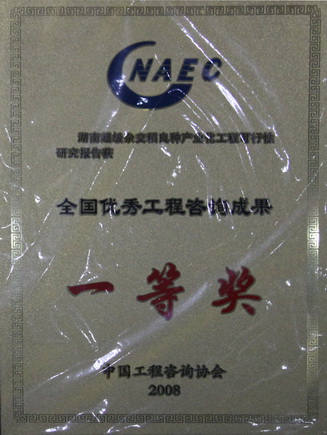 CNAEC
湖南超级杂交稻良种产业化工程可行性
研究报告获
全国优秀工程咨询成果
一等奖
中国工程咨询协会
2008